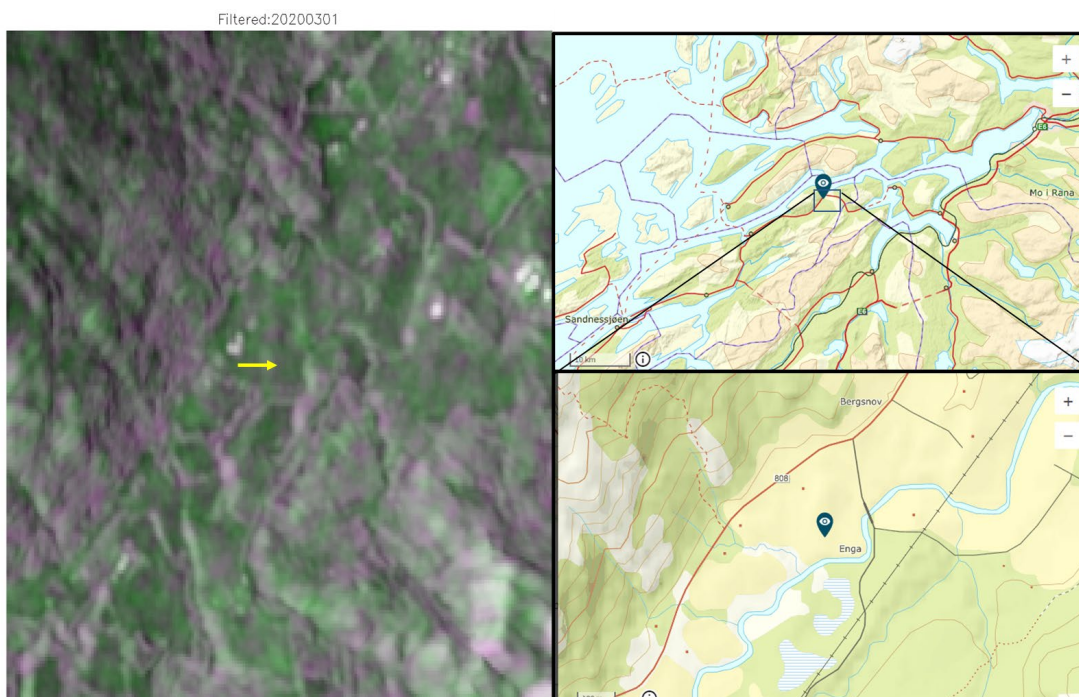 Filtered:20200301
+
−
E6
Mo i Rana
Sandnessjøen
E6
10 km
i
+
−
Bergsnov
808
Enga
i